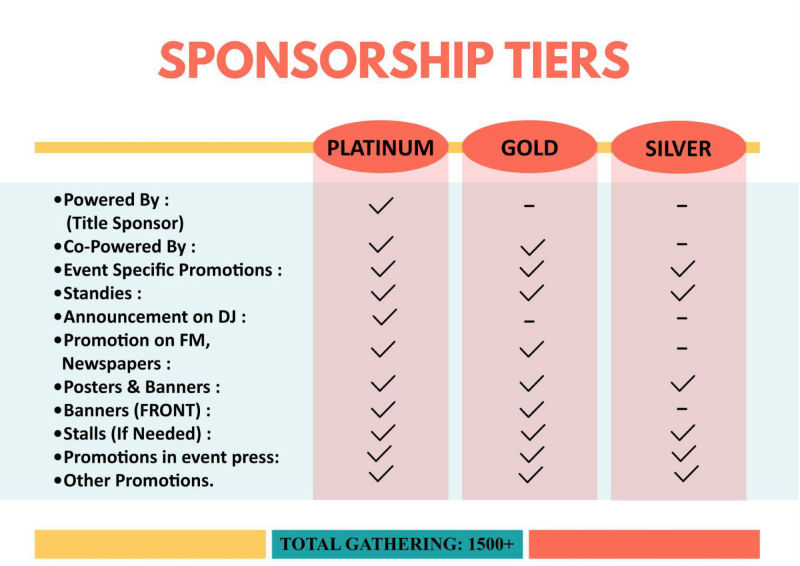 SPONSORSHIP TIERS
PLATINUM GOLD SILVER
•Powered By : ✓ – –
(Title Sponsor)
•Co-Powered By : ✓ ✓ –
•Event Specific Promotions : ✓ ✓ ✓
•Standies : ✓ ✓ ✓
•Announcement on DJ : ✓ – –
•Promotion on FM,
Newspapers : ✓ ✓ –
•Posters & Banners : ✓ ✓ ✓
•Banners (FRONT) : ✓ ✓ –
•Stalls (If Needed) : ✓ ✓ ✓
•Promotions in event press: ✓ ✓ ✓
•Other Promotions. ✓ ✓ ✓
TOTAL GATHERING: 1500+